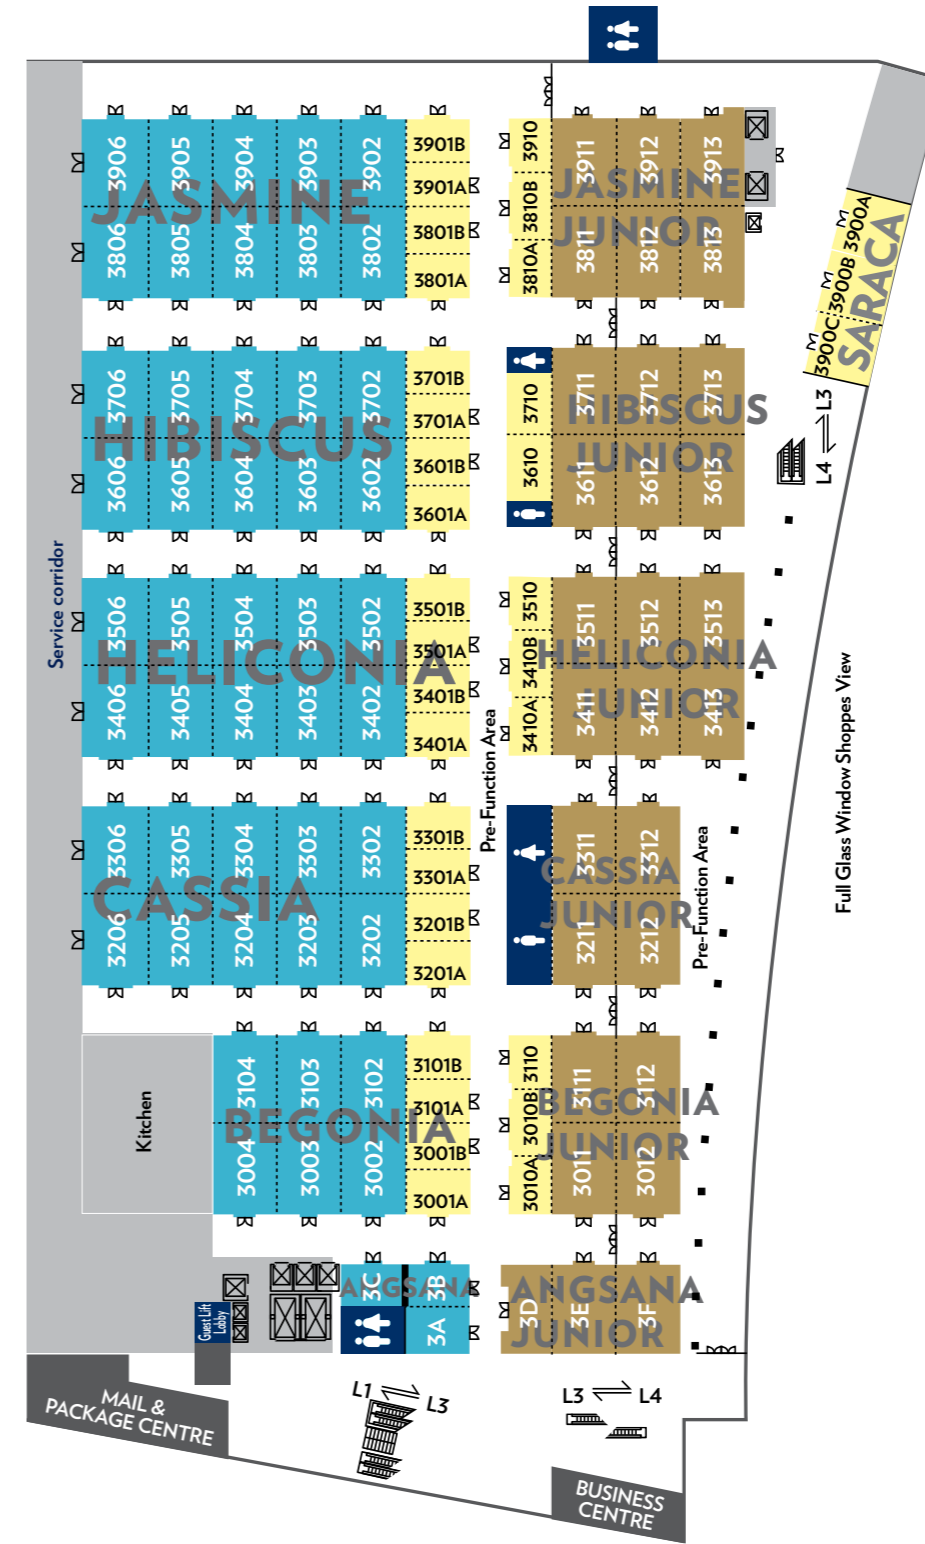 3906
3905
3904
3903
3902
3901B
3901A
3806
3805
3804
3803
3802
3801B
3801A
JASMINE
3910
3810B
3810A
3911
3912
3913
3811
3812
3813
JASMINE
JUNIOR
3900A
3900B
3900C
SARACA
L4 L3
3706
3705
3704
3703
3702
3701B
3701A
3606
3605
3604
3603
3602
3601B
3601A
HIBISCUS
3710
3610
3711
3712
3713
3611
3612
3613
HIBISCUS
JUNIOR
Service corridor
3506
3505
3504
3503
3502
3501B
3501A
3406
3405
3404
3403
3402
3401B
3401A
HELICONIA
3510
3410B
3410A
3511
3512
3513
3411
3412
3413
HELICONIA
JUNIOR
Pre-Function Area
Full Glass Window Shoppes View
3306
3305
3304
3303
3302
3301B
3301A
3206
3205
3204
3203
3202
3201B
3201A
CASSIA
3311
3312
3211
3212
CASSIA
JUNIOR
Pre-Function Area
Kitchen
3104
3103
3102
3101B
3101A
3004
3003
3002
3001B
3001A
BEGONIA
3110
3010B
3010A
3111
3112
3011
3012
BEGONIA
JUNIOR
3C
3B
3A
ANGSANA
3D
3E
3F
ANGSANA
JUNIOR
Guest Lift
Lobby
MAIL &
PACKAGE CENTRE
L1 L3
L3 L4
BUSINESS
CENTRE